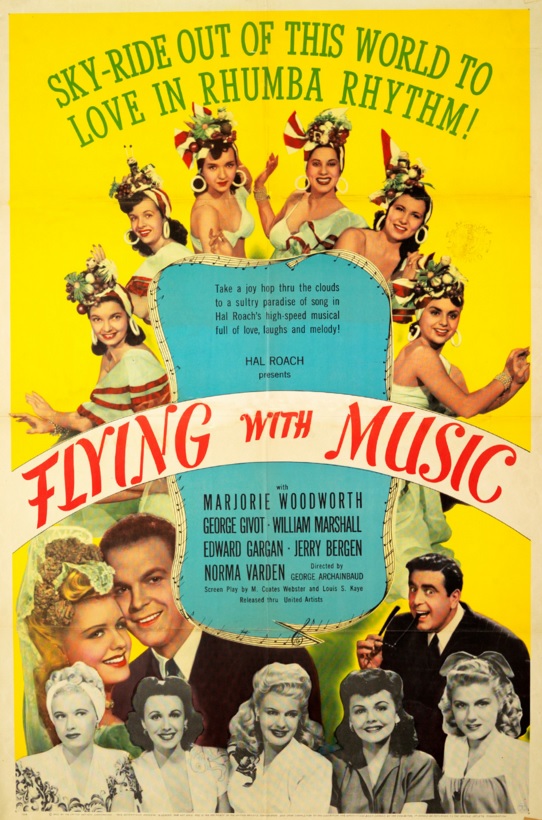 SKY-RIDE OUT OF THIS WORLD TO
LOVE IN RHUMBA RHYTHM!
Take a joy hop thru the clouds
to a sultry paradise of song in
Hal Roach's high-speed musical
full of love, laughs and melody!
HAL ROACH
presents
FLYING WITH MUSIC
with
MARJORIE WOODWORTH
GEORGE GIVOT · WILLIAM MARSHALL
EDWARD GARGAN · JERRY BERGEN
NORMA VARDEN Directed by GEORGE ARCHAINBAUD
Screen Play by M. Coates Webster and Louis S. Kaye
Released thru United Artists